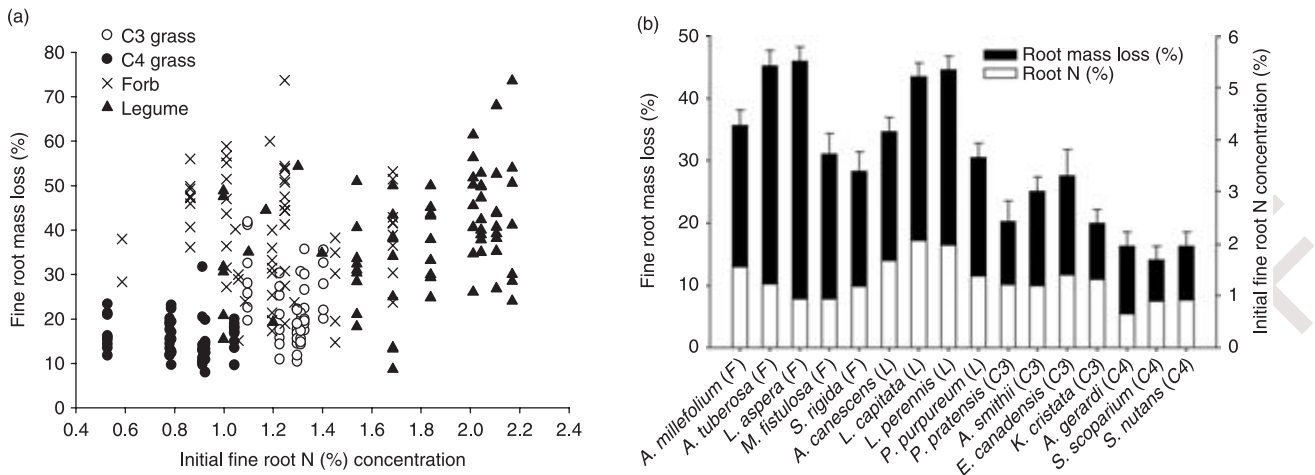 (a)
C3 grass
C4 grass
Forb
Legume
80
70
60
50
40
30
20
10
0
Fine root mass loss (%)
0.4 0.6 0.8 1.0 1.2 1.4 1.6 1.8 2.0 2.2 2.4
Initial fine root N (%) concentration
(b)
Root mass loss (%)
Root N (%)
50
40
30
20
10
0
Fine root mass loss (%)
6
5
4
3
2
1
0
Initial fine root N concentration (%)
A. millefolium (F)
A. tuberosa (F)
L. aspera (F)
M. fistulosa (F)
S. rigida (F)
A. canescens (L)
L. capitata (L)
L. perennis (L)
P. purpureum (L)
P. pratensis (C3)
A. smithii (C3)
E. canadensis (C3)
K. cristata (C3)
A. gerardi (C4)
S. scoparium (C4)
S. nutans (C4)